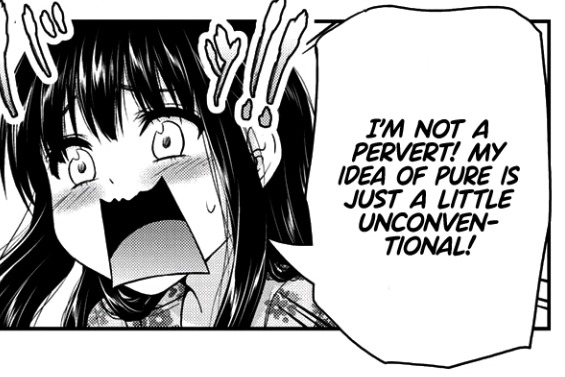 I'M NOT A
PERVERT! MY
IDEA OF PURE IS
JUST A LITTLE
UNCONVEN-
TIONAL!